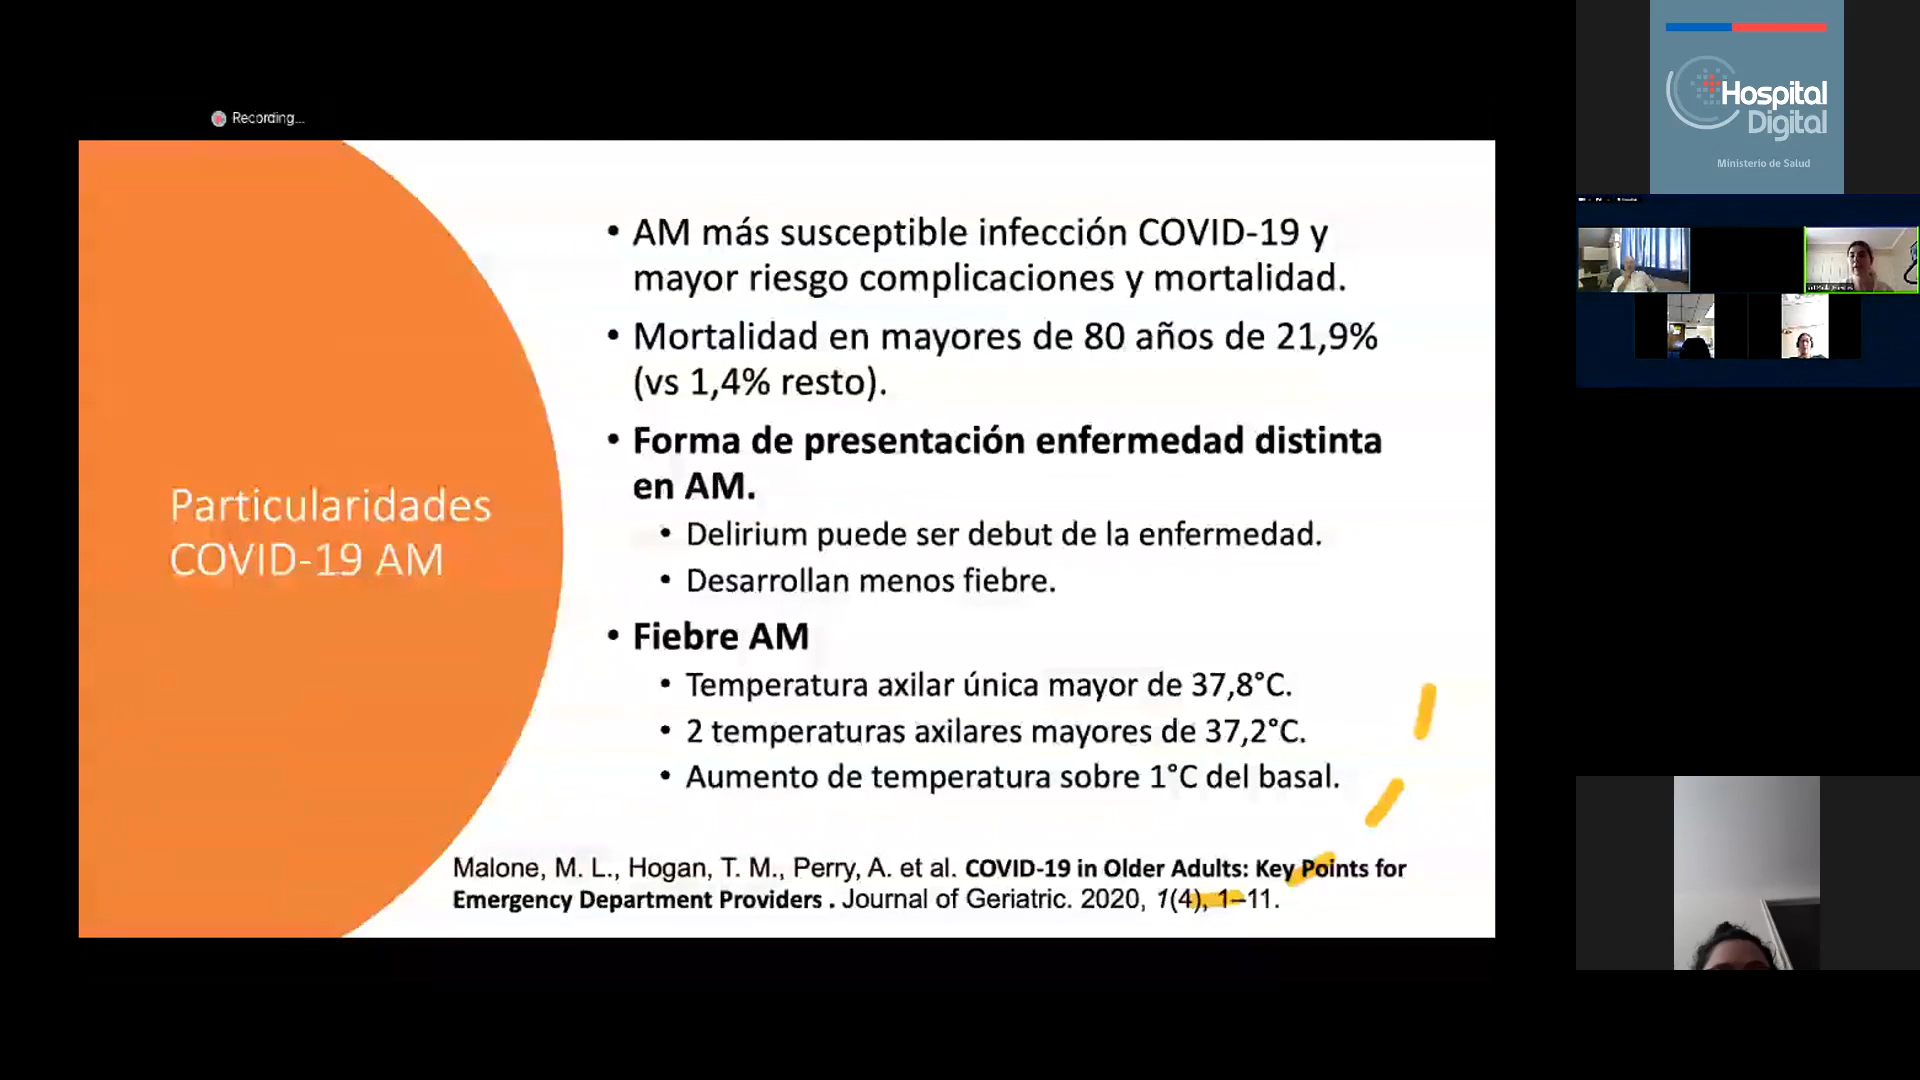 Recording...
Particularidades
COVID-19 AM
• AM más susceptible infección COVID-19 y
mayor riesgo complicaciones y mortalidad.
• Mortalidad en mayores de 80 años de 21,9%
(vs 1,4% resto).
• Forma de presentación enfermedad distinta
en AM.
• Delirium puede ser debut de la enfermedad.
• Desarrollan menos fiebre.
• Fiebre AM
• Temperatura axilar única mayor de 37,8°C.
• 2 temperaturas axilares mayores de 37,2°C.
• Aumento de temperatura sobre 1°C del basal.
Malone, M. L., Hogan, T. M., Perry, A. et al. COVID-19 in Older Adults: Key Points for
Emergency Department Providers . Journal of Geriatric. 2020, 1(4), 1–11.
Hospital
Digital
Ministerio de Salud